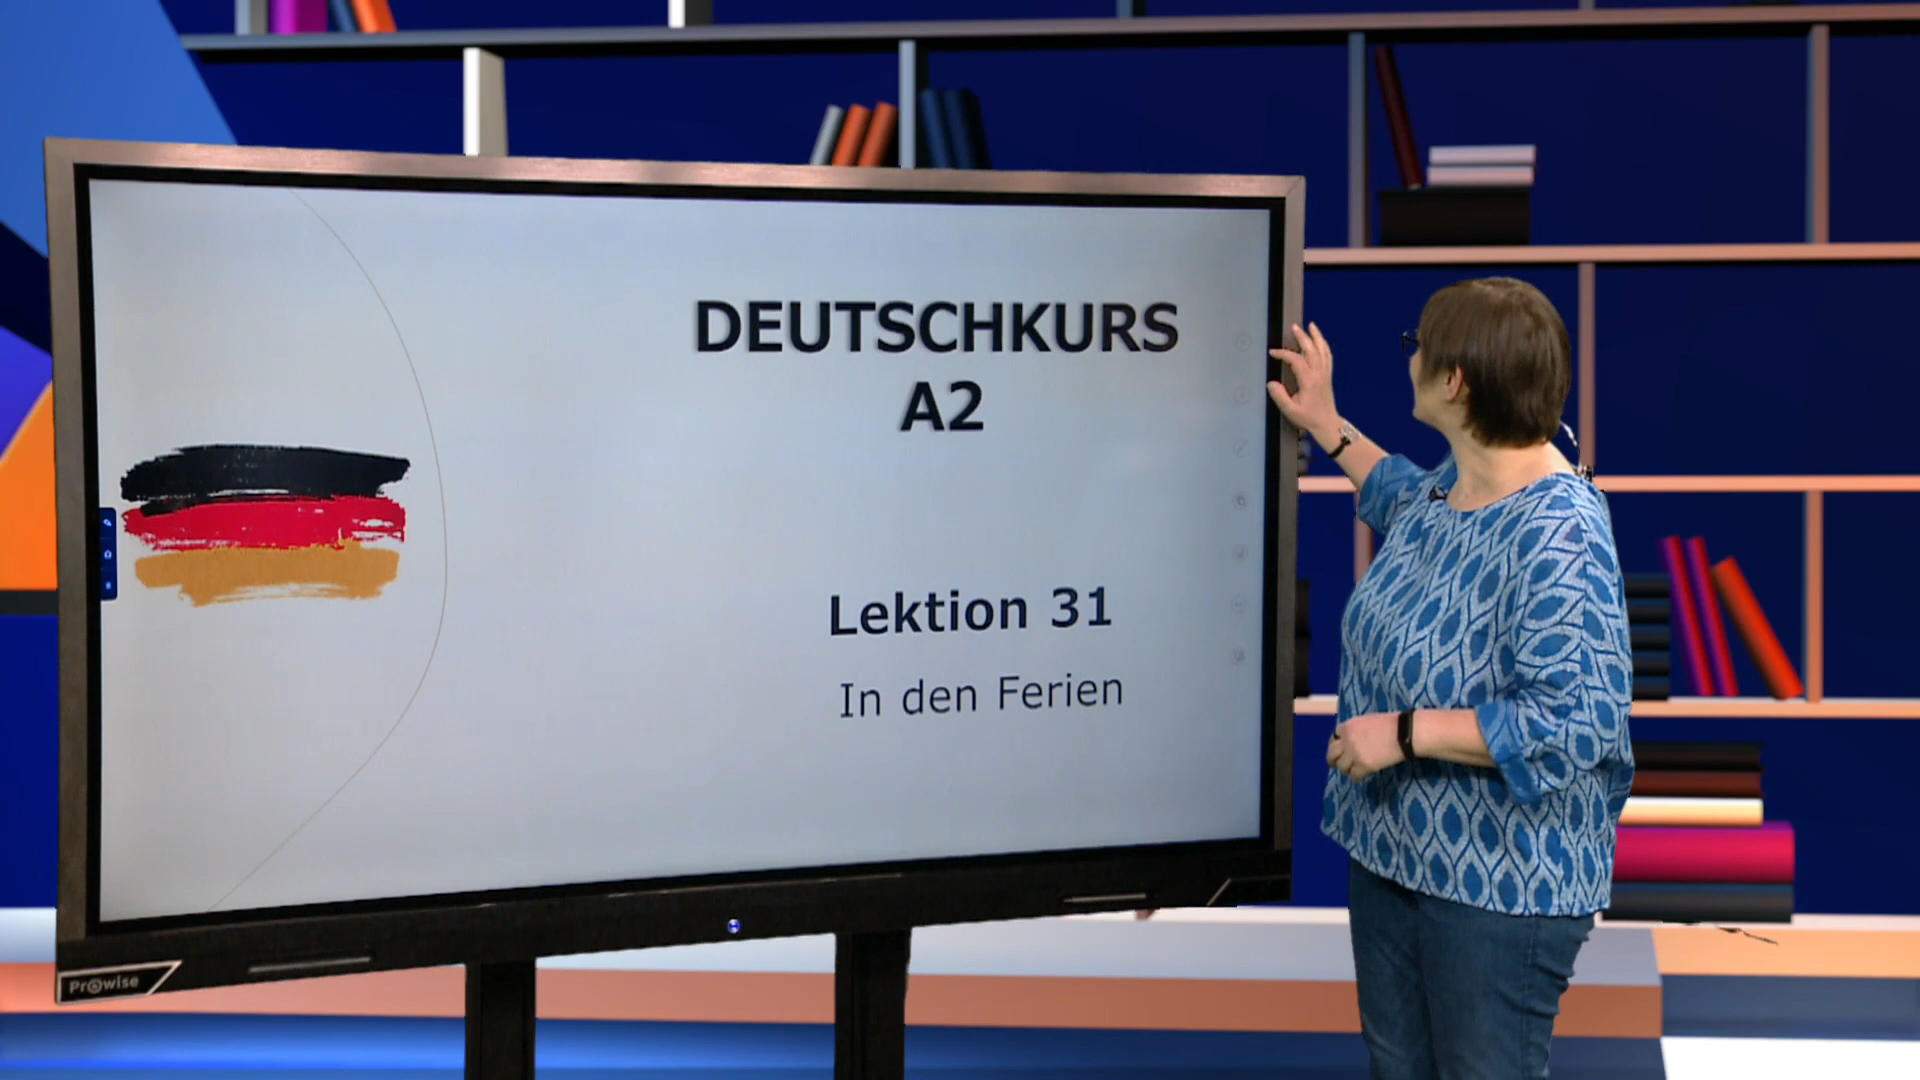 DEUTSCHKURS
A2
Lektion 31
In den Ferien
Prowise